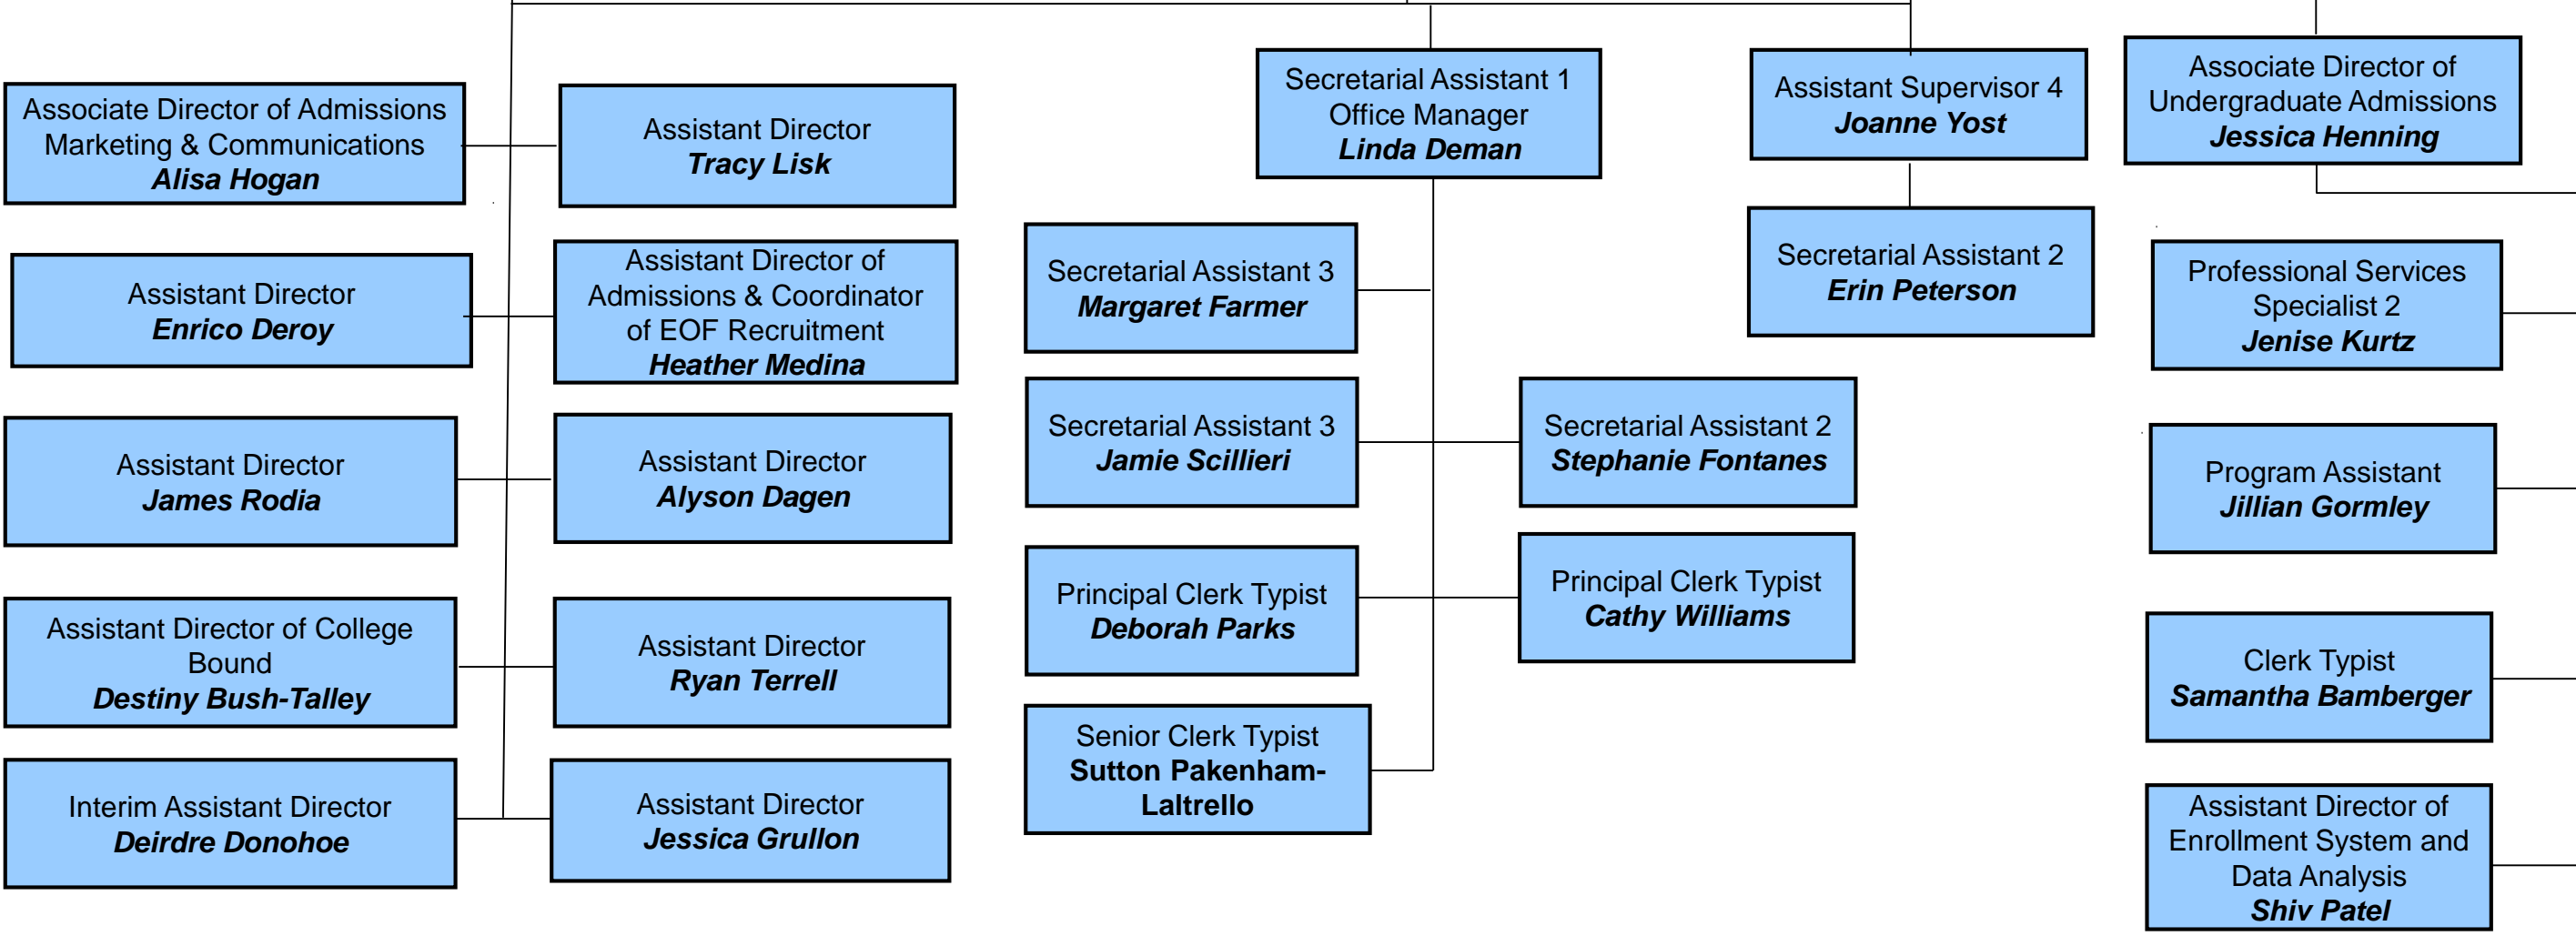 Associate Director of Admissions
Marketing & Communications
Alisa Hogan
Assistant Director
Tracy Lisk
Assistant Director
Enrico Deroy
Assistant Director of
Admissions & Coordinator
of EOF Recruitment
Heather Medina
Assistant Director
James Rodia
Assistant Director
Alyson Dagen
Assistant Director of College
Bound
Destiny Bush-Talley
Assistant Director
Ryan Terrell
Interim Assistant Director
Deirdre Donohoe
Assistant Director
Jessica Grullon
Secretarial Assistant 1
Office Manager
Linda Deman
Secretarial Assistant 3
Margaret Farmer
Secretarial Assistant 3
Jamie Scillieri
Secretarial Assistant 2
Stephanie Fontanes
Principal Clerk Typist
Deborah Parks
Principal Clerk Typist
Cathy Williams
Senior Clerk Typist
Sutton Pakenham-
Laltrello
Assistant Supervisor 4
Joanne Yost
Secretarial Assistant 2
Erin Peterson
Associate Director of
Undergraduate Admissions
Jessica Henning
Professional Services
Specialist 2
Jenise Kurtz
Program Assistant
Jillian Gormley
Clerk Typist
Samantha Bamberger
Assistant Director of
Enrollment System and
Data Analysis
Shiv Patel